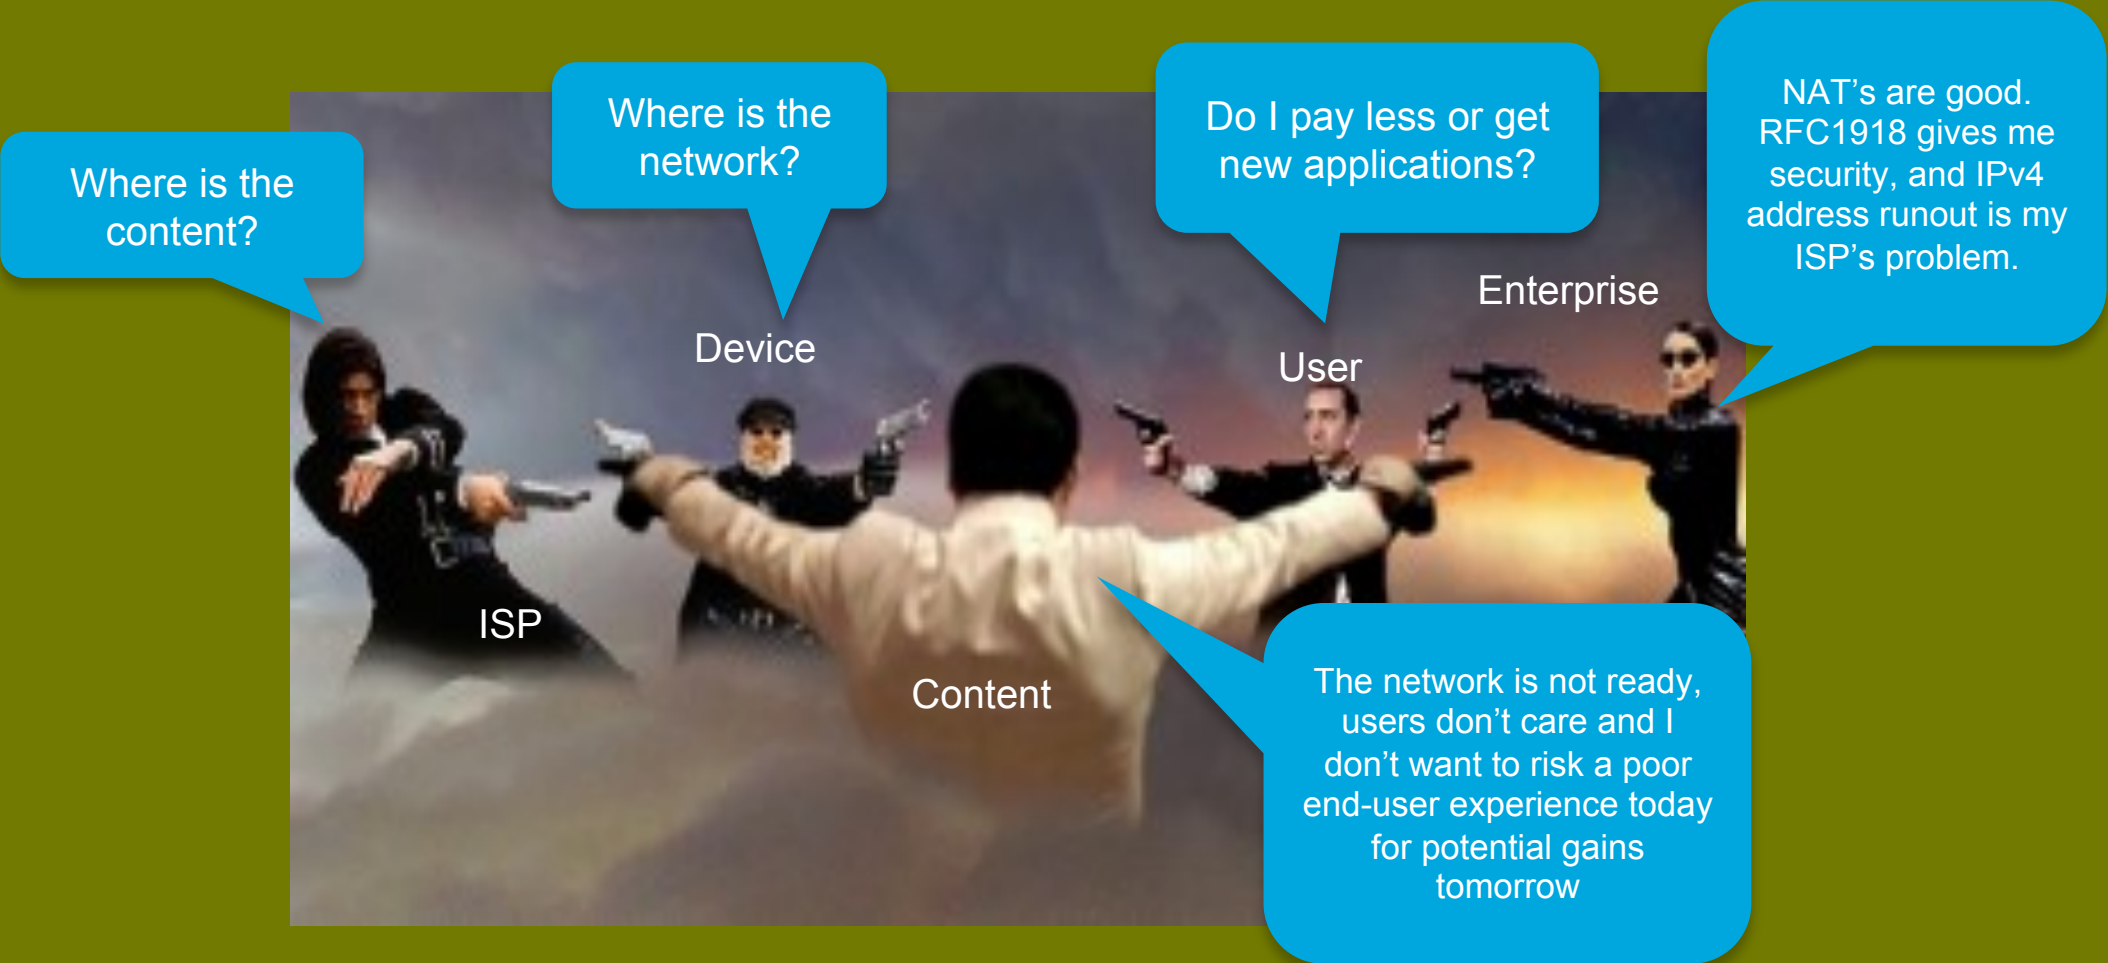 Where is the
content?
Where is the
network?
Do I pay less or get
new applications?
NAT’s are good.
RFC1918 gives me
security, and IPv4
address runout is my
ISP’s problem.
Enterprise
Device
User
ISP
Content
The network is not ready,
users don’t care and I
don’t want to risk a poor
end-user experience today
for potential gains
tomorrow